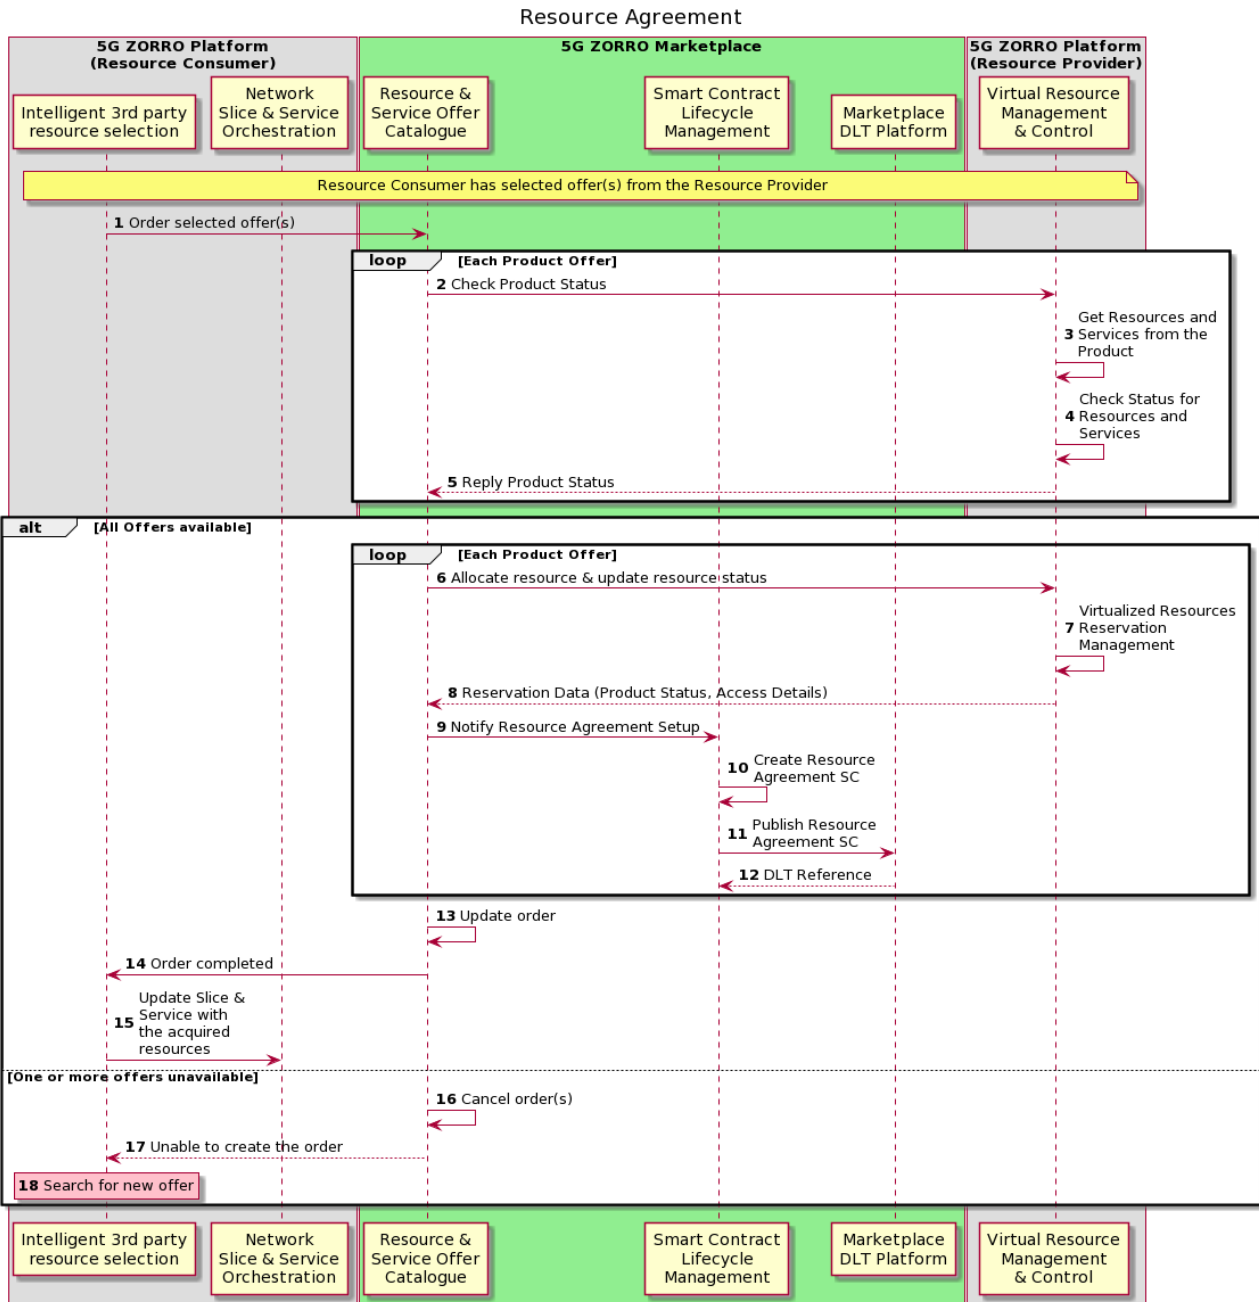 Resource Agreement
5G ZORRO Platform
(Resource Consumer)
5G ZORRO Marketplace
5G ZORRO Platform
(Resource Provider)
Intelligent 3rd party
resource selection
Network
Slice & Service
Orchestration
Resource &
Service Offer
Catalogue
Smart Contract
Lifecycle
Management
Marketplace
DLT Platform
Virtual Resource
Management
& Control
Resource Consumer has selected offer(s) from the Resource Provider
1 Order selected offer(s)
loop [Each Product Offer]
2 Check Product Status
Get Resources and
3 Services from the
Product
Check Status for
4 Resources and
Services
5 Reply Product Status
alt [All Offers available]
loop [Each Product Offer]
6 Allocate resource & update resource status
Virtualized Resources
7 Reservation
Management
8 Reservation Data (Product Status, Access Details)
9 Notify Resource Agreement Setup
10 Create Resource
Agreement SC
11 Publish Resource
Agreement SC
12 DLT Reference
13 Update order
14 Order completed
Update Slice &
Service with
15 the acquired
resources
[One or more offers unavailable]
16 Cancel order(s)
17 Unable to create the order
18 Search for new offer
Intelligent 3rd party
resource selection
Network
Slice & Service
Orchestration
Resource &
Service Offer
Catalogue
Smart Contract
Lifecycle
Management
Marketplace
DLT Platform
Virtual Resource
Management
& Control